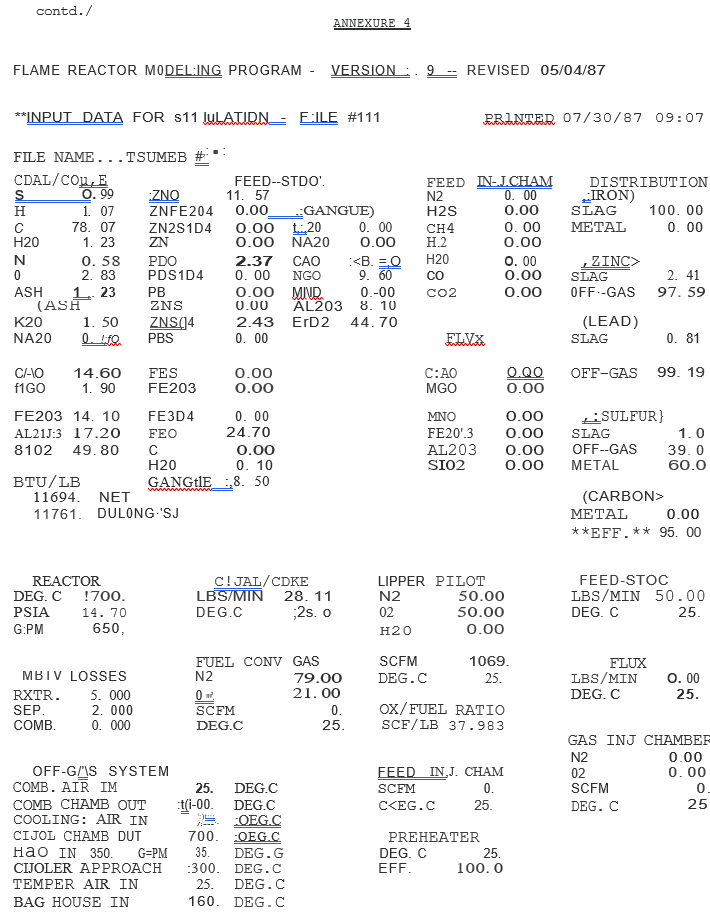 contd./
ANNEXURE 4
FLAME REACTOR M0DEL:ING PROGRAM - VERSION : . 9 -- REVISED 05/04/87
**INPUT DATA FOR s11 luLATIDN - F:ILE #111 PRlNTED 07/30/87 09:07
FILE NAME...TSUMEB #
CDAL/COu,E FEED--STDO'. FEED IN-.J.CHAM DISTRIBUTION
S 0.99 :ZNO 11. 57 N2 0. 00 ,:IRON)
H 1. 07 ZNFE204 0.00 ,:GANGUE) H2S 0.00 SLAG 100. 00
C 78. 07 ZN2S1D4 0.00 t,:,20 0. 00 CH4 0.00 METAL 0.00
H20 1. 23 ZN 0.00 NA20 0.00 H.2 0.00
N 0.58 PDO 2.37 CAO :<B. =,O H20 0. 00 ,ZINC>
0 2. 83 PDS1D4 0. 00 NGO 9. 60 CO 0.00 SLAG 2. 41
ASH 1 . 23 PB 0.00 MND 0.-00 CO2 0.00 0FF·-GAS 97.59
(ASH ZNS 0.00 AL203 8. 10
K20 1. 50 ZNS(]4 2.43 ErD2 44.70 (LEAD)
NA20 0. PBS 0. 00 FLVx SLAG 0. 81
C/-\O 14.60 FES 0.00 C:AO 0.OO OFF-GAS 99. 19
f1GO 1. 90 FE203 0.00 MGO 0.00
FE203 14. 10 FE3D4 0. 00 MNO 0.00 ,:SULFUR}
AL21J:3 17.20 FEO 24.70 FE20'.3 0.00 SLAG 1.0
8102 49.80 C 0.00 AL203 0.00 OFF--GAS 39.0
H20 0. 10 SI02 0.00 METAL 60.0
BTU/LB GANGtlE :,8. 50
11694. NET (CARBON>
11761. DUL0NG·'SJ METAL 0.00
**EFF.** 95. 00
REACTOR C!JAL/CDKE LIPPER PILOT FEED-STOC
DEG. C !700. LBS/MIN 28. 11 N2 50.00 LBS/MIN 50.00
PSIA 14. 70 DEG.C ;2s. o 02 50.00 DEG. C 25.
G:PM 650, H2O 0.00
FUEL CONV GAS SCFM 1069. FLUX
MBTV LOSSES N2 79.00 DEG.C 25. LBS/MIN 0. 00
RXTR. 5. 000 0 21.00 DEG. C 25.
SEP. 2. 000 SCFM 0. OX/FUEL RATIO
COMB. 0. 000 DEG.C 25. SCF/LB 37.983
GAS INJ CHAMBER
N2 0.00
OFF-G/'\S SYSTEM FEED IN,J. CHAM 02 0. 00
COMB. AIR IM 25. DEG.C SCFM 0. SCFM 0.
COMB CHAMB OUT :t(i-00. DEG.C C<EG.C 25. DEG. C 25
COOLING: AIR IN :OEG.C
CIJOL CHAMB DUT 700. :OEG.C PREHEATER
Hao IN 350. G=PM 35. DEG.G DEG. C 25.
CIJOLER APPROACH :300. DEG.C EFF. 100.0
TEMPER AIR IN 25. DEG.C
BAG HOUSE IN 160. DEG.C